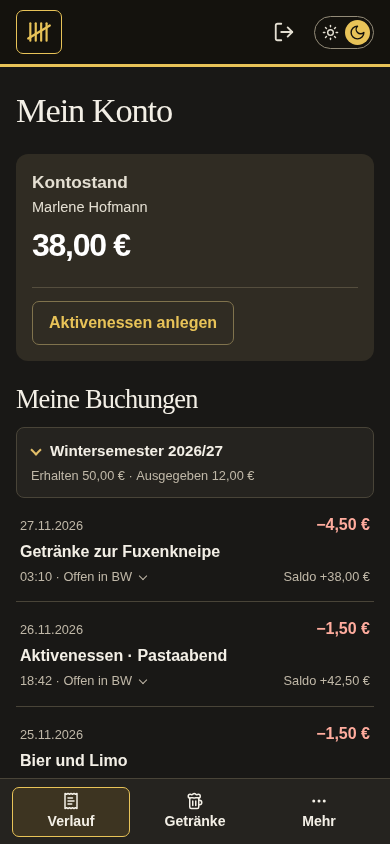 Mein Konto
Kontostand
Marlene Hofmann
38,00 €
Aktivenessen anlegen
Meine Buchungen
Wintersemester 2026/27
Erhalten 50,00 € · Ausgegeben 12,00 €
27.11.2026 −4,50 €
Getränke zur Fuxenkneipe
03:10 · Offen in BW Saldo +38,00 €
26.11.2026 −1,50 €
Aktivenessen · Pastaabend
18:42 · Offen in BW Saldo +42,50 €
25.11.2026 −1,50 €
Bier und Limo
Verlauf Getränke Mehr